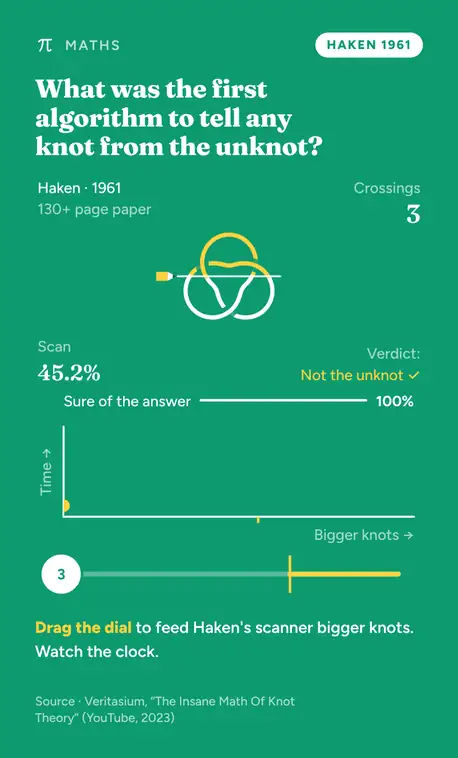 π MATHS
HAKEN 1961
What was the first
algorithm to tell any
knot from the unknot?
Haken · 1961
130+ page paper
Crossings
3
Scan
45.2%
Verdict:
Not the unknot ✓
Sure of the answer
100%
Time →
Bigger knots →
3
Drag the dial to feed Haken's scanner bigger knots.
Watch the clock.
Source · Veritasium, "The Insane Math Of Knot
Theory" (YouTube, 2023)